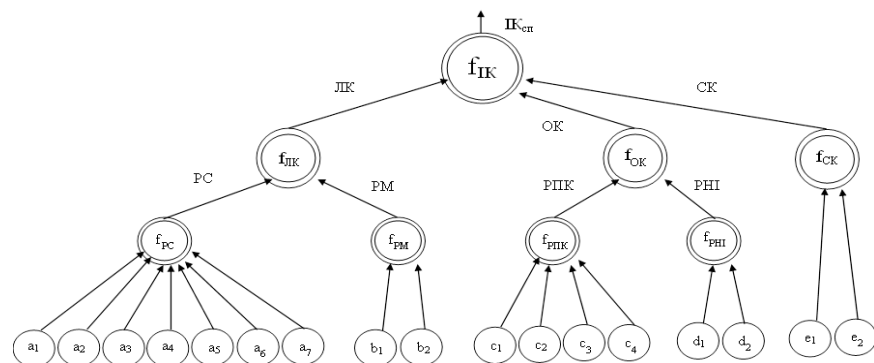 ІКсп
fІК
ЛК
СК
ОК
fЛК
fОК
fСК
РС
РМ
РПК
РНІ
fРС
fРМ
fРПК
fРНІ
a1 a2 a3 a4 a5 a6 a7 b1 b2 c1 c2 c3 c4 d1 d2 e1 e2